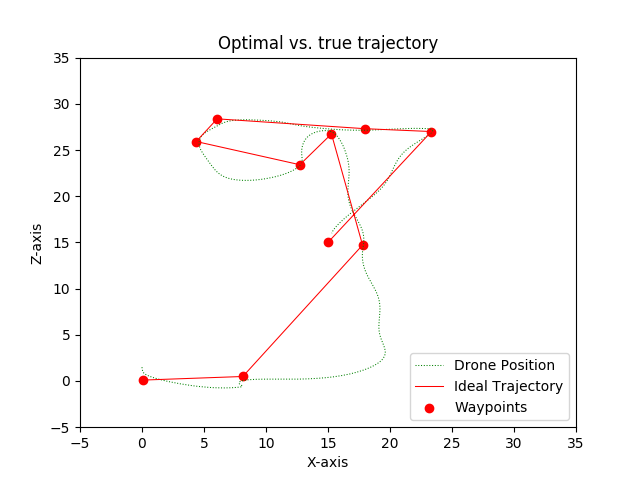 Optimal vs. true trajectory
35
30
25
20
15
10
5
0
−5
Z-axis
−5 0 5 10 15 20 25 30 35
X-axis
Drone Position
Ideal Trajectory
Waypoints